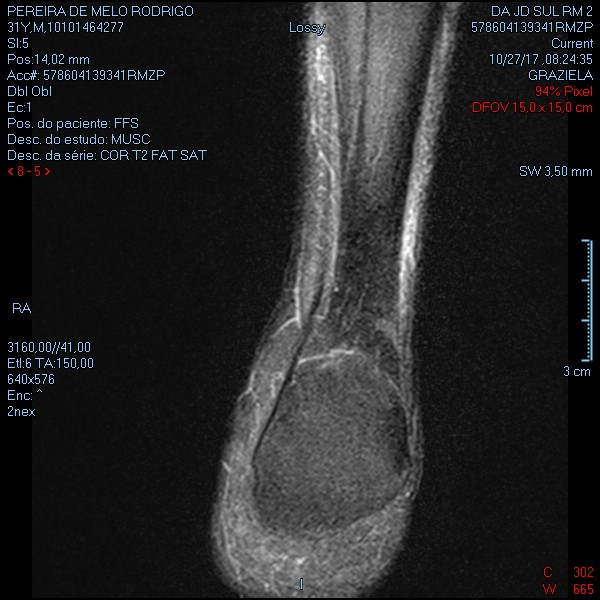 PEREIRA DE MELO RODRIGO
31Y,M,10101464277
Sl:5
Pos:14,02 mm
Acc#: 578604139341RMZP
Dbl Obl
Ec:1
Pos. do paciente: FFS
Desc. do estudo: MUSC
Desc. da série: COR T2 FAT SAT
< 8 - 5 >
Lossy
DA JD SUL RM 2
578604139341RMZP
Current
10/27/17 ,08:24:35
GRAZIELA
94% Pixel
DFOV 15,0 x 15,0 cm
SW 3,50 mm
RA
3160,00//41,00
Etl:6 TA:150,00
640x576
Enc: ^
2nex
3 cm
I
C 302
W 665